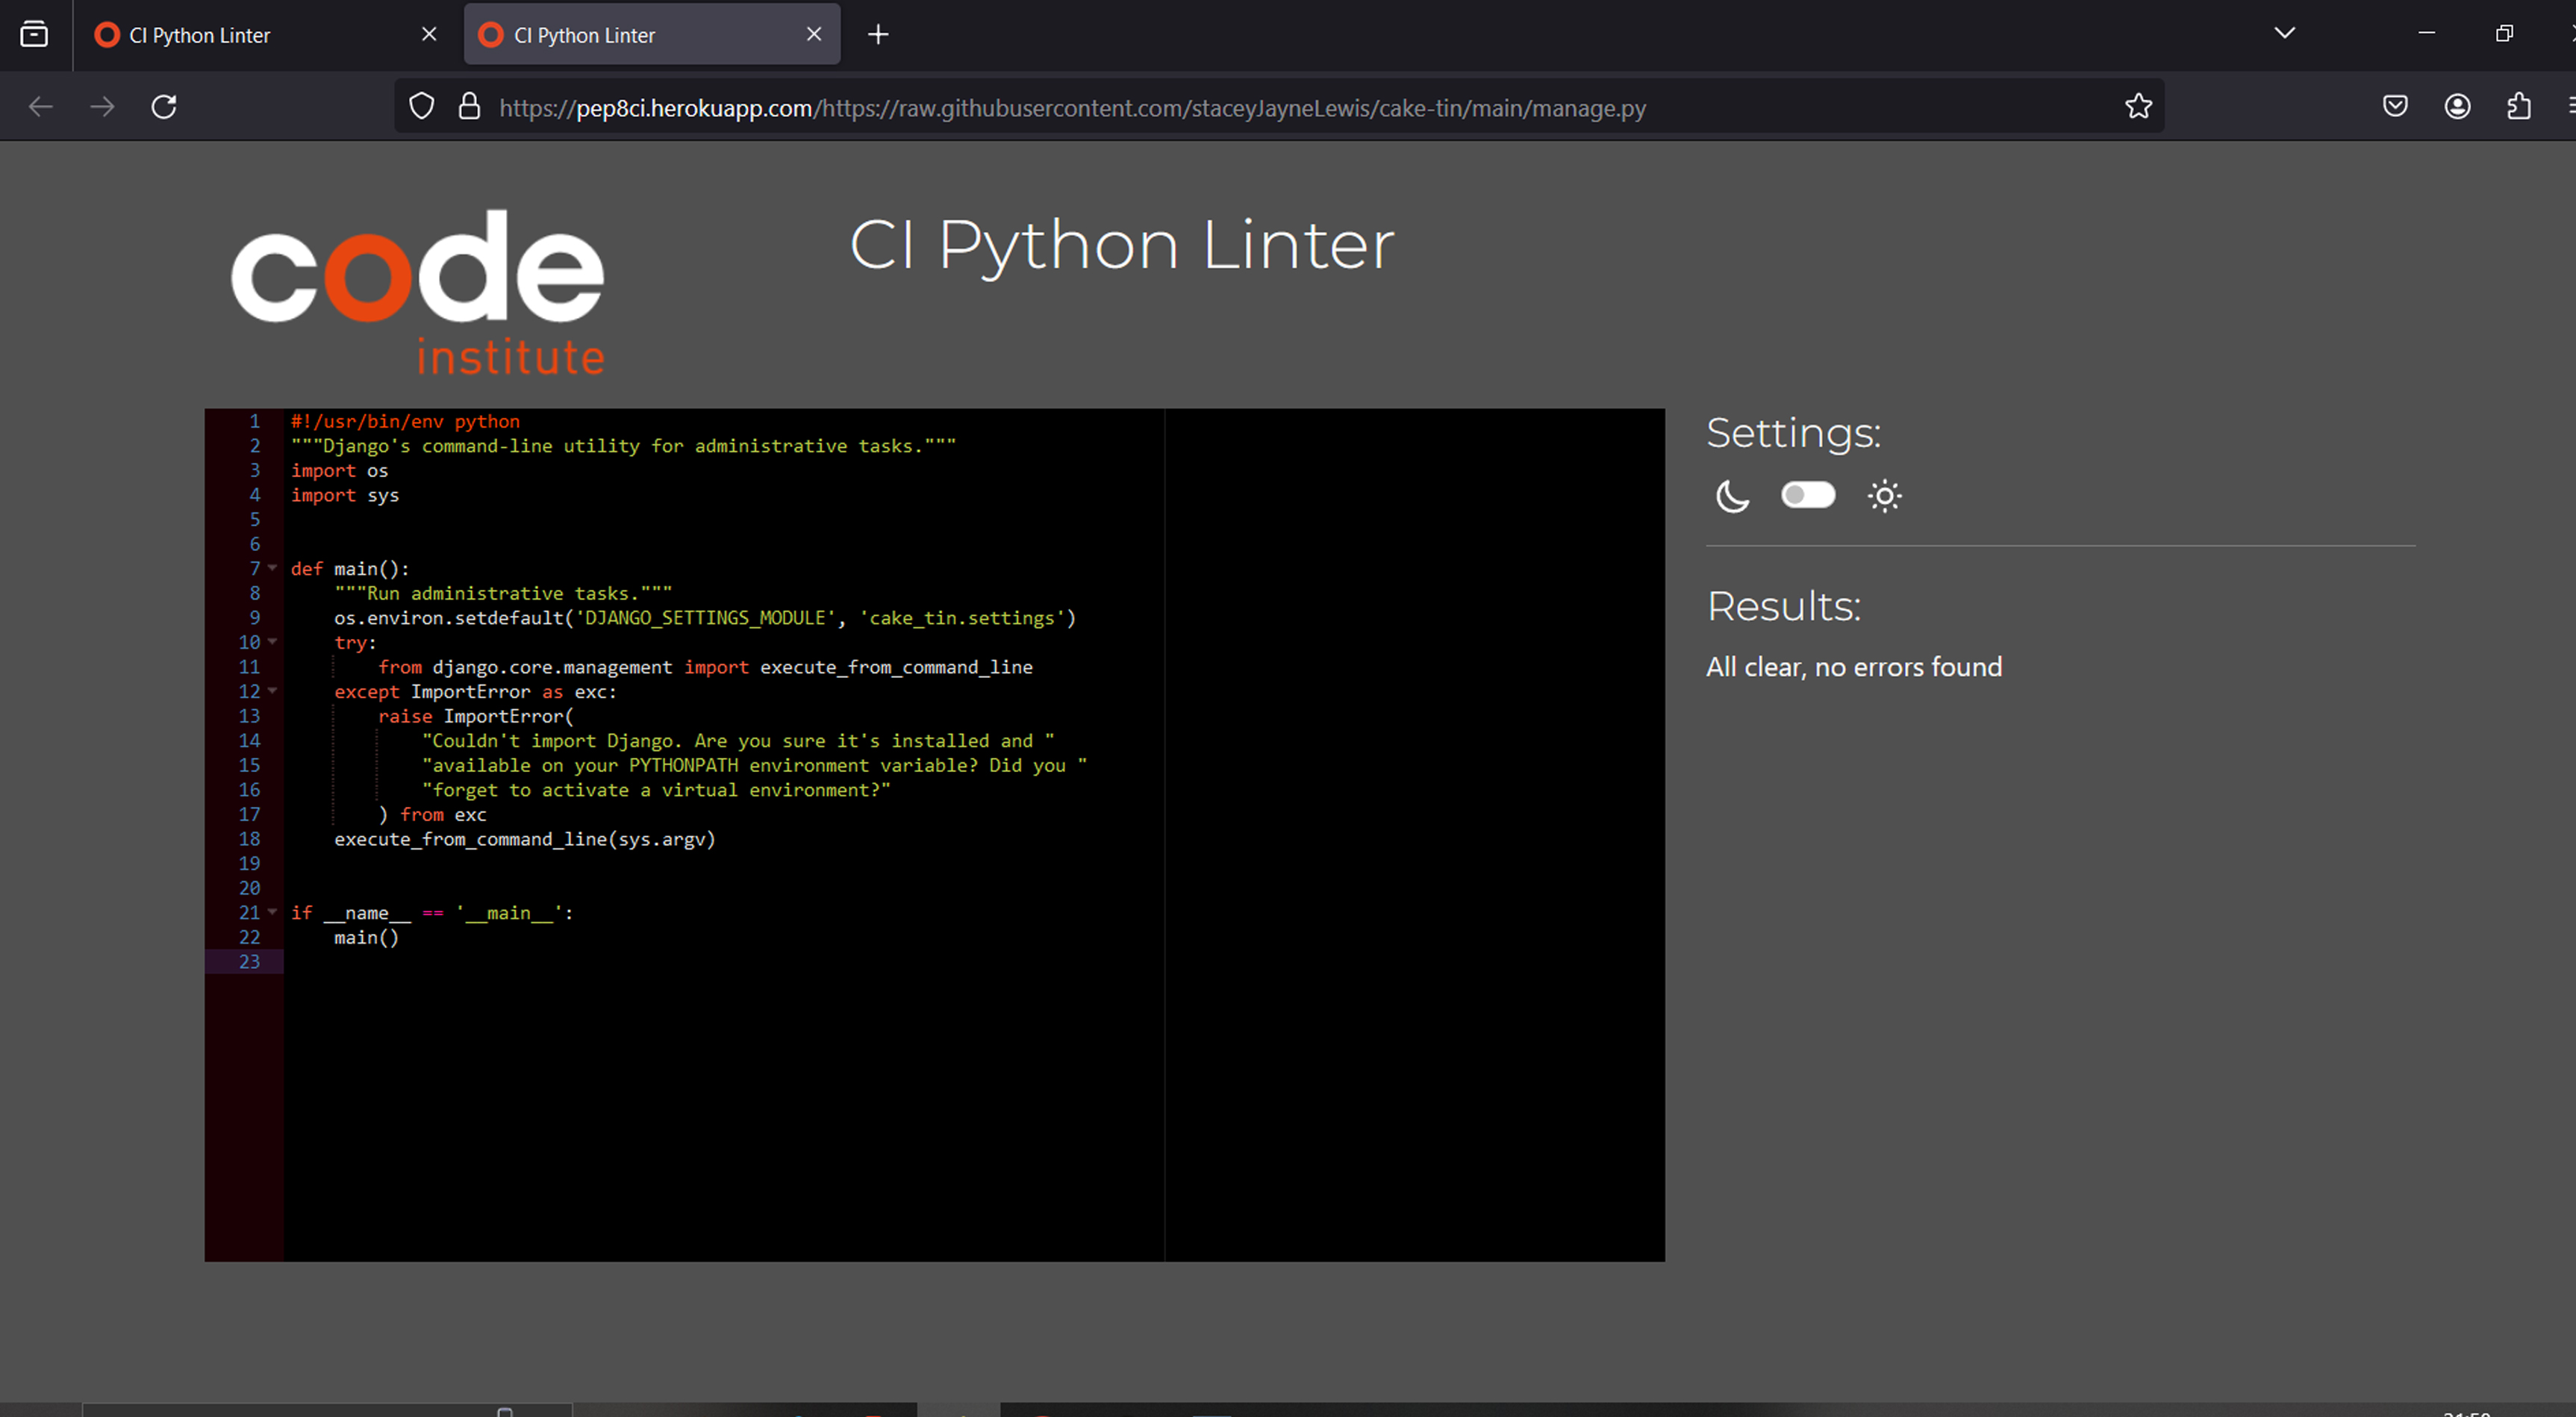 CI Python Linter
CI Python Linter
https://pep8ci.herokuapp.com/https://raw.githubusercontent.com/staceyJayneLewis/cake-tin/main/manage.py
code
institute
CI Python Linter
1 #!/usr/bin/env python
2 """Django's command-line utility for administrative tasks."""
3 import os
4 import sys
5
6
7 def main():
8     """Run administrative tasks."""
9     os.environ.setdefault('DJANGO_SETTINGS_MODULE', 'cake_tin.settings')
10     try:
11         from django.core.management import execute_from_command_line
12     except ImportError as exc:
13         raise ImportError(
14             "Couldn't import Django. Are you sure it's installed and "
15             "available on your PYTHONPATH environment variable? Did you "
16             "forget to activate a virtual environment?"
17         ) from exc
18     execute_from_command_line(sys.argv)
19
20
21 if __name__ == '__main__':
22     main()
23
Settings:
Results:
All clear, no errors found